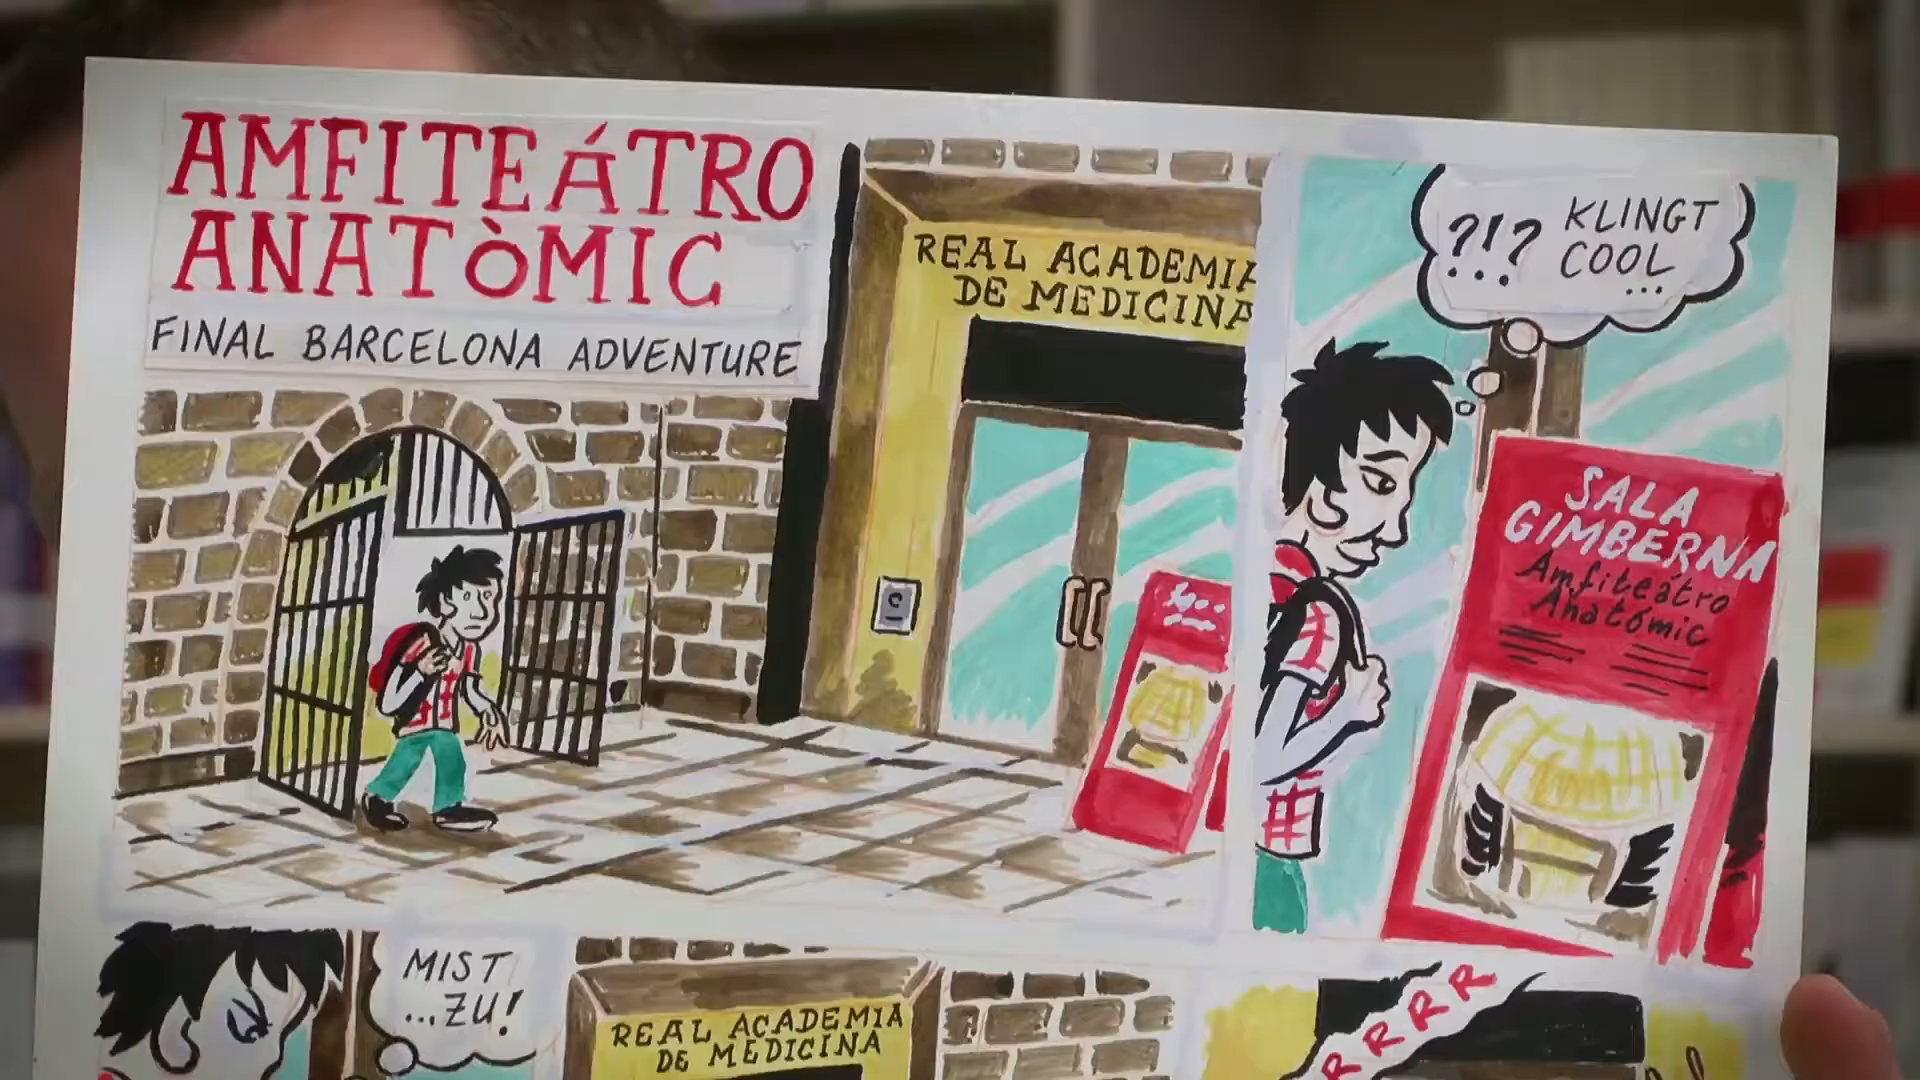 AMFITEÁTRO
ANATÒMIC
FINAL BARCELONA ADVENTURE
REAL ACADEMIA
DE MEDICINA
?!? KLINGT
COOL...
SALA
GIMBERNA
Amfiteátro
Anatómic
MIST
...ZU!
REAL ACADEMIA
DE MEDICINA
RRRR